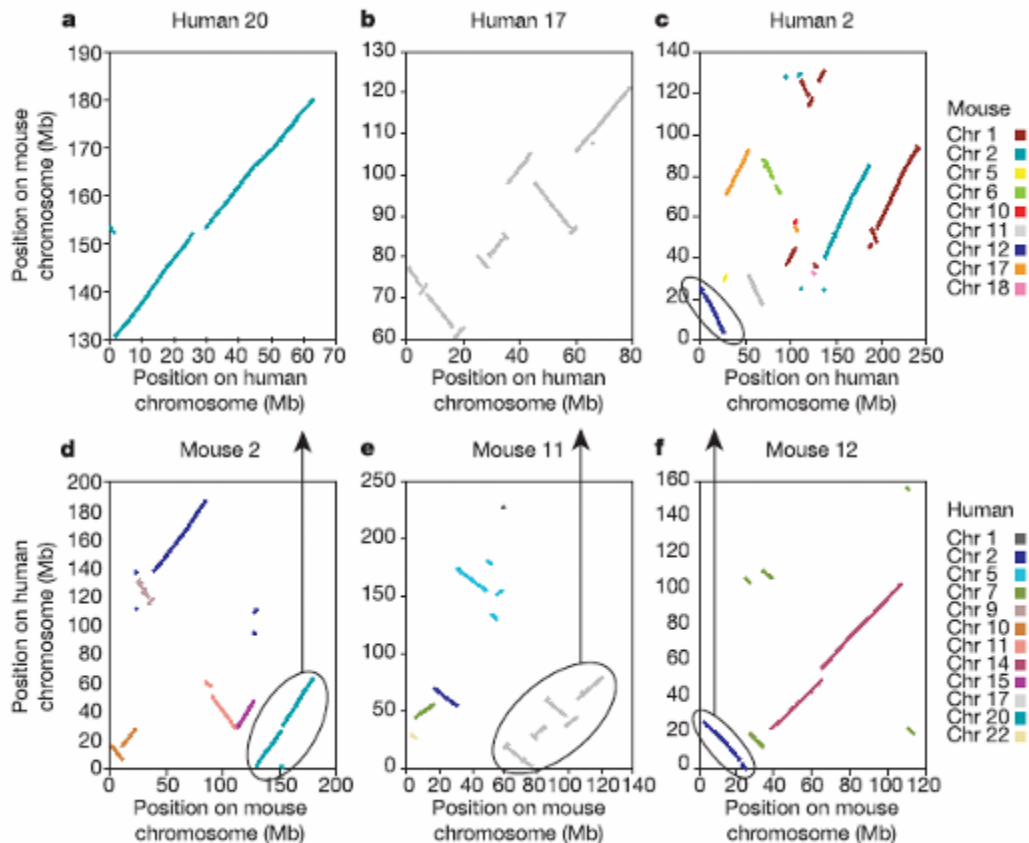 a Human 20
b Human 17
c Human 2
Position on mouse
chromosome (Mb)
190
180
170
160
150
140
130
0 10 20 30 40 50 60 70
Position on human
chromosome (Mb)
130
120
110
100
90
80
70
60
0 20 40 60 80
Position on human
chromosome (Mb)
140
120
100
80
60
40
20
0
0 50 100 150 200 250
Position on human
chromosome (Mb)
Mouse
Chr 1
Chr 2
Chr 5
Chr 6
Chr 10
Chr 11
Chr 12
Chr 17
Chr 18
d Mouse 2
e Mouse 11
f Mouse 12
Position on human
chromosome (Mb)
200
180
160
140
120
100
80
60
40
20
0
0 50 100 150 200
Position on mouse
chromosome (Mb)
250
200
150
100
50
0
0 20 40 60 80 100 120 140
Position on mouse
chromosome (Mb)
160
140
120
100
80
60
40
20
0
0 20 40 60 80 100 120
Position on mouse
chromosome (Mb)
Human
Chr 1
Chr 2
Chr 5
Chr 7
Chr 9
Chr 10
Chr 11
Chr 14
Chr 15
Chr 17
Chr 20
Chr 22